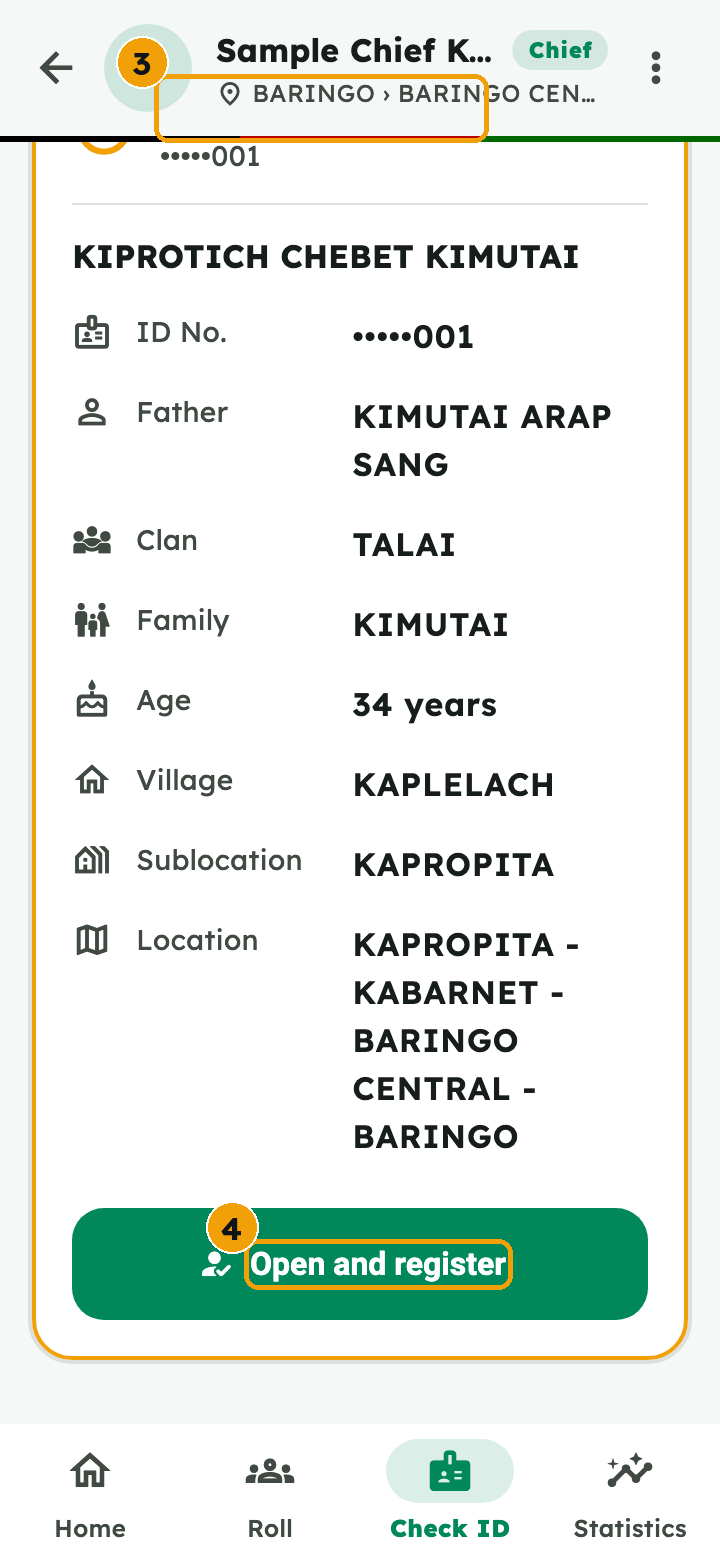 3
Sample Chief K...
Chief
BARINGO › BARINGO CEN...
•••••001
KIPROTICH CHEBET KIMUTAI
ID No.
•••••001
Father
KIMUTAI ARAP
SANG
Clan
TALAI
Family
KIMUTAI
Age
34 years
Village
KAPLELACH
Sublocation
KAPROPITA
Location
KAPROPITA -
KABARNET -
BARINGO
CENTRAL -
BARINGO
4
Open and register
Home
Roll
Check ID
Statistics